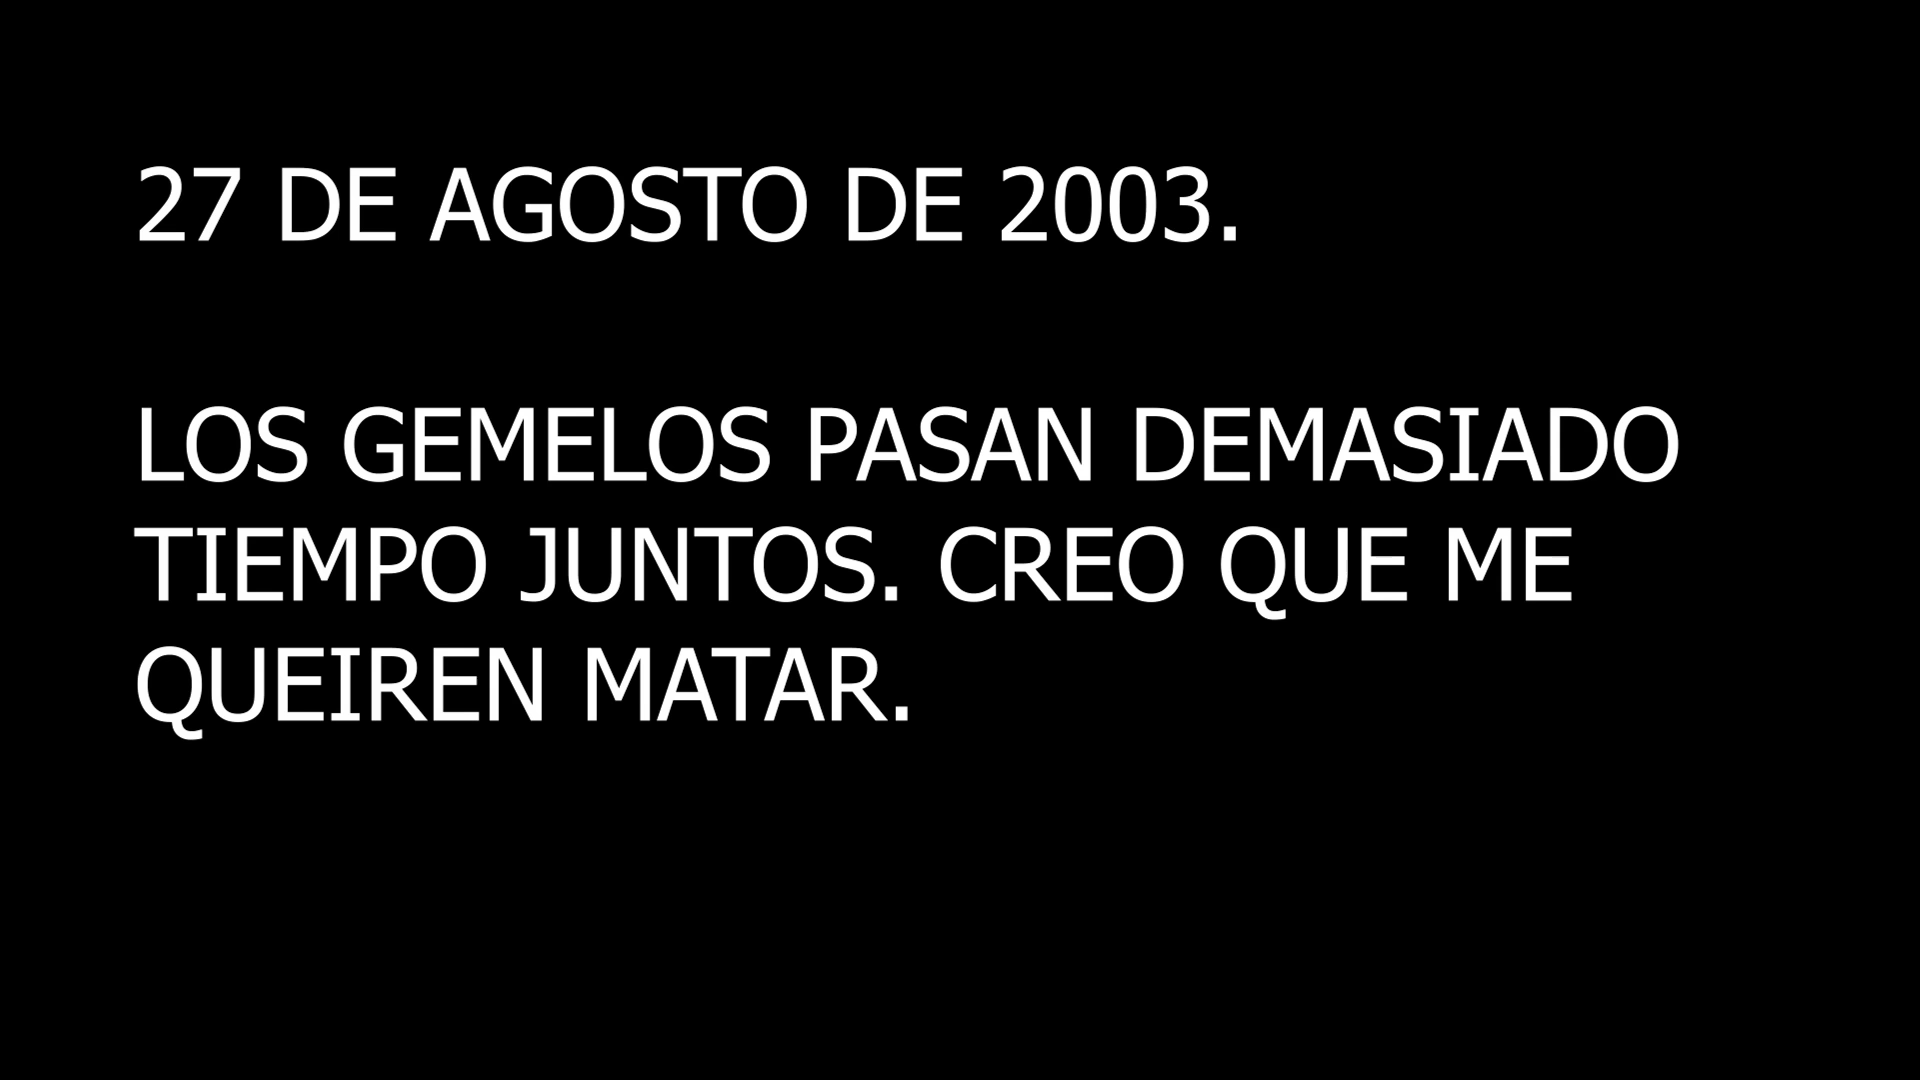 27 DE AGOSTO DE 2003.
LOS GEMELOS PASAN DEMASIADO
TIEMPO JUNTOS. CREO QUE ME
QUEIREN MATAR.